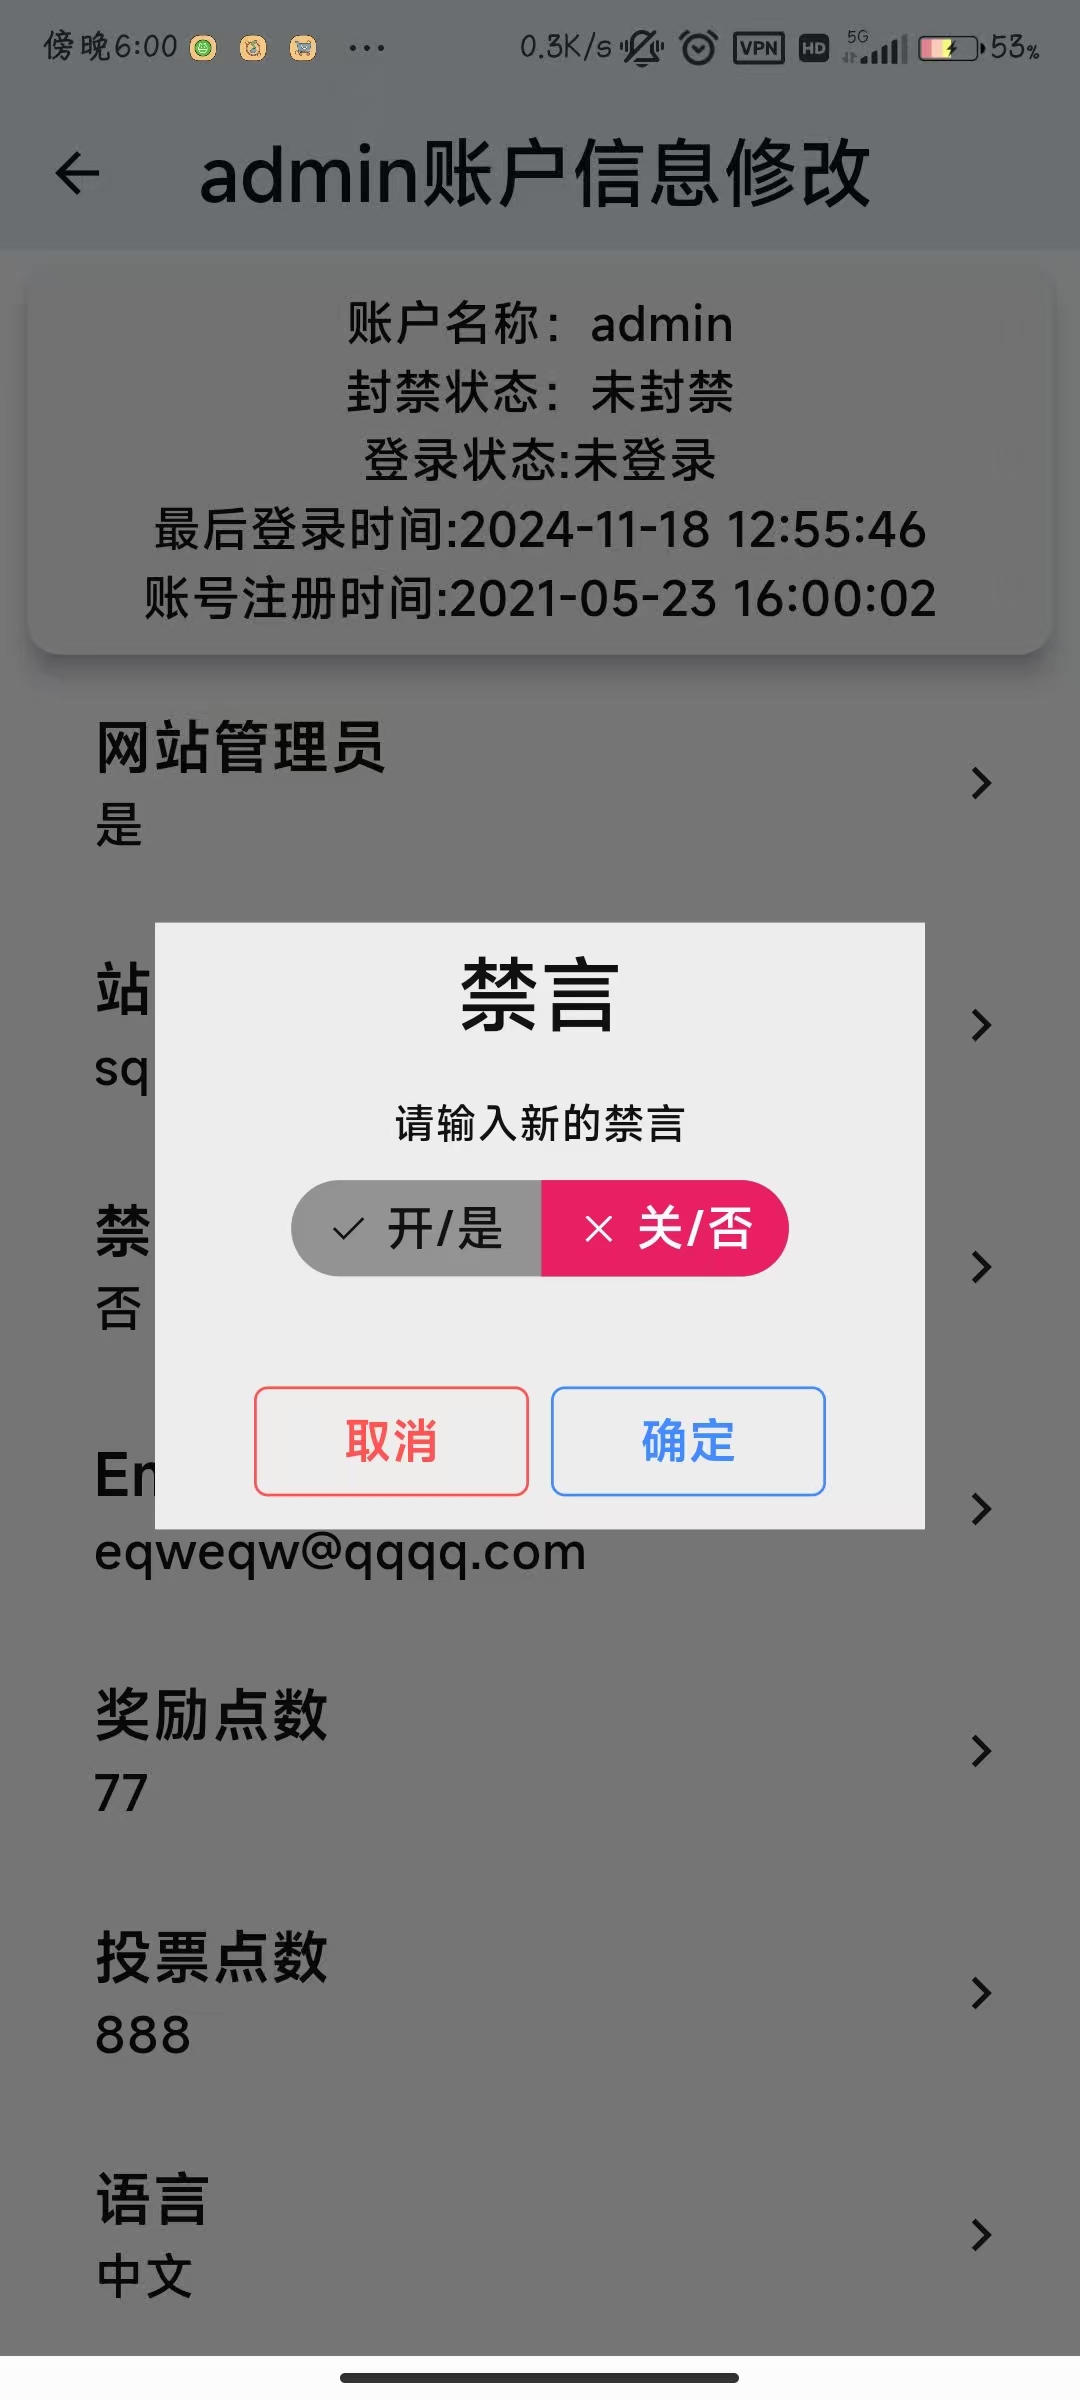 傍晚6:00 ... 0.3K/s VPN HD 5G 53%
admin账户信息修改
账户名称：admin
封禁状态：未封禁
登录状态:未登录
最后登录时间:2024-11-18 12:55:46
账号注册时间:2021-05-23 16:00:02
网站管理员
是
站
sq
禁言
请输入新的禁言
开/是 关/否
禁
否
取消 确定
En
eqweqw@qqqq.com
奖励点数
77
投票点数
888
语言
中文